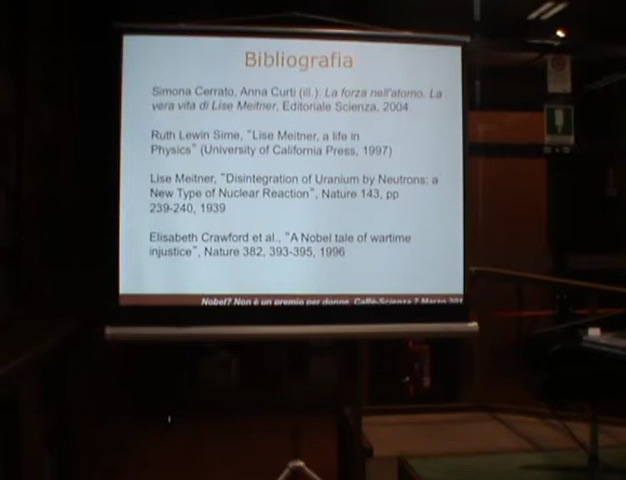 Bibliografia
Simona Cerrato, Anna Curti (ill.). La forza nell'atomo. La
vera vita di Lise Meitner, Editoriale Scienza, 2004
Ruth Lewin Sime, "Lise Meitner, a life in
Physics" (University of California Press, 1997)
Lise Meitner, "Disintegration of Uranium by Neutrons: a
New Type of Nuclear Reaction", Nature 143, pp
239-240, 1939
Elisabeth Crawford et al., "A Nobel tale of wartime
injustice", Nature 382, 393-395, 1996
Nobel? Non è un premio per donne Caffè-Scienza 7 Marzo 201